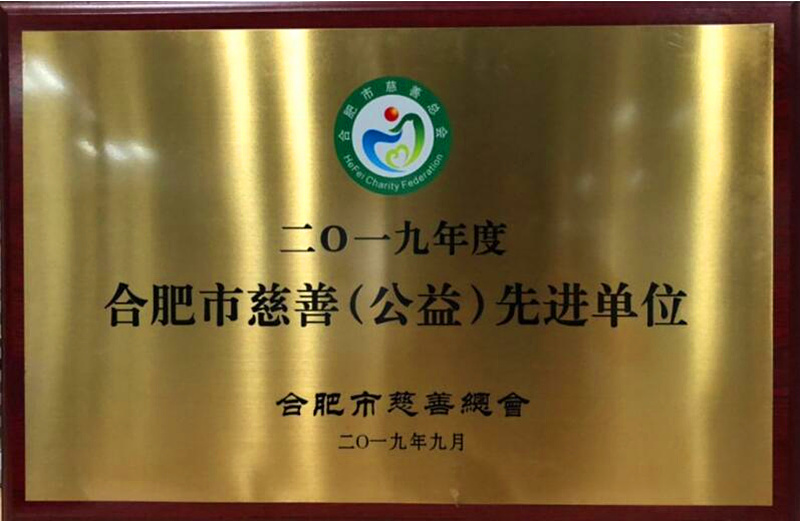 合肥市慈善总会
HeFei Charity Federation
二O一九年度
合肥市慈善(公益)先进单位
合肥市慈善總會
二O一九年九月